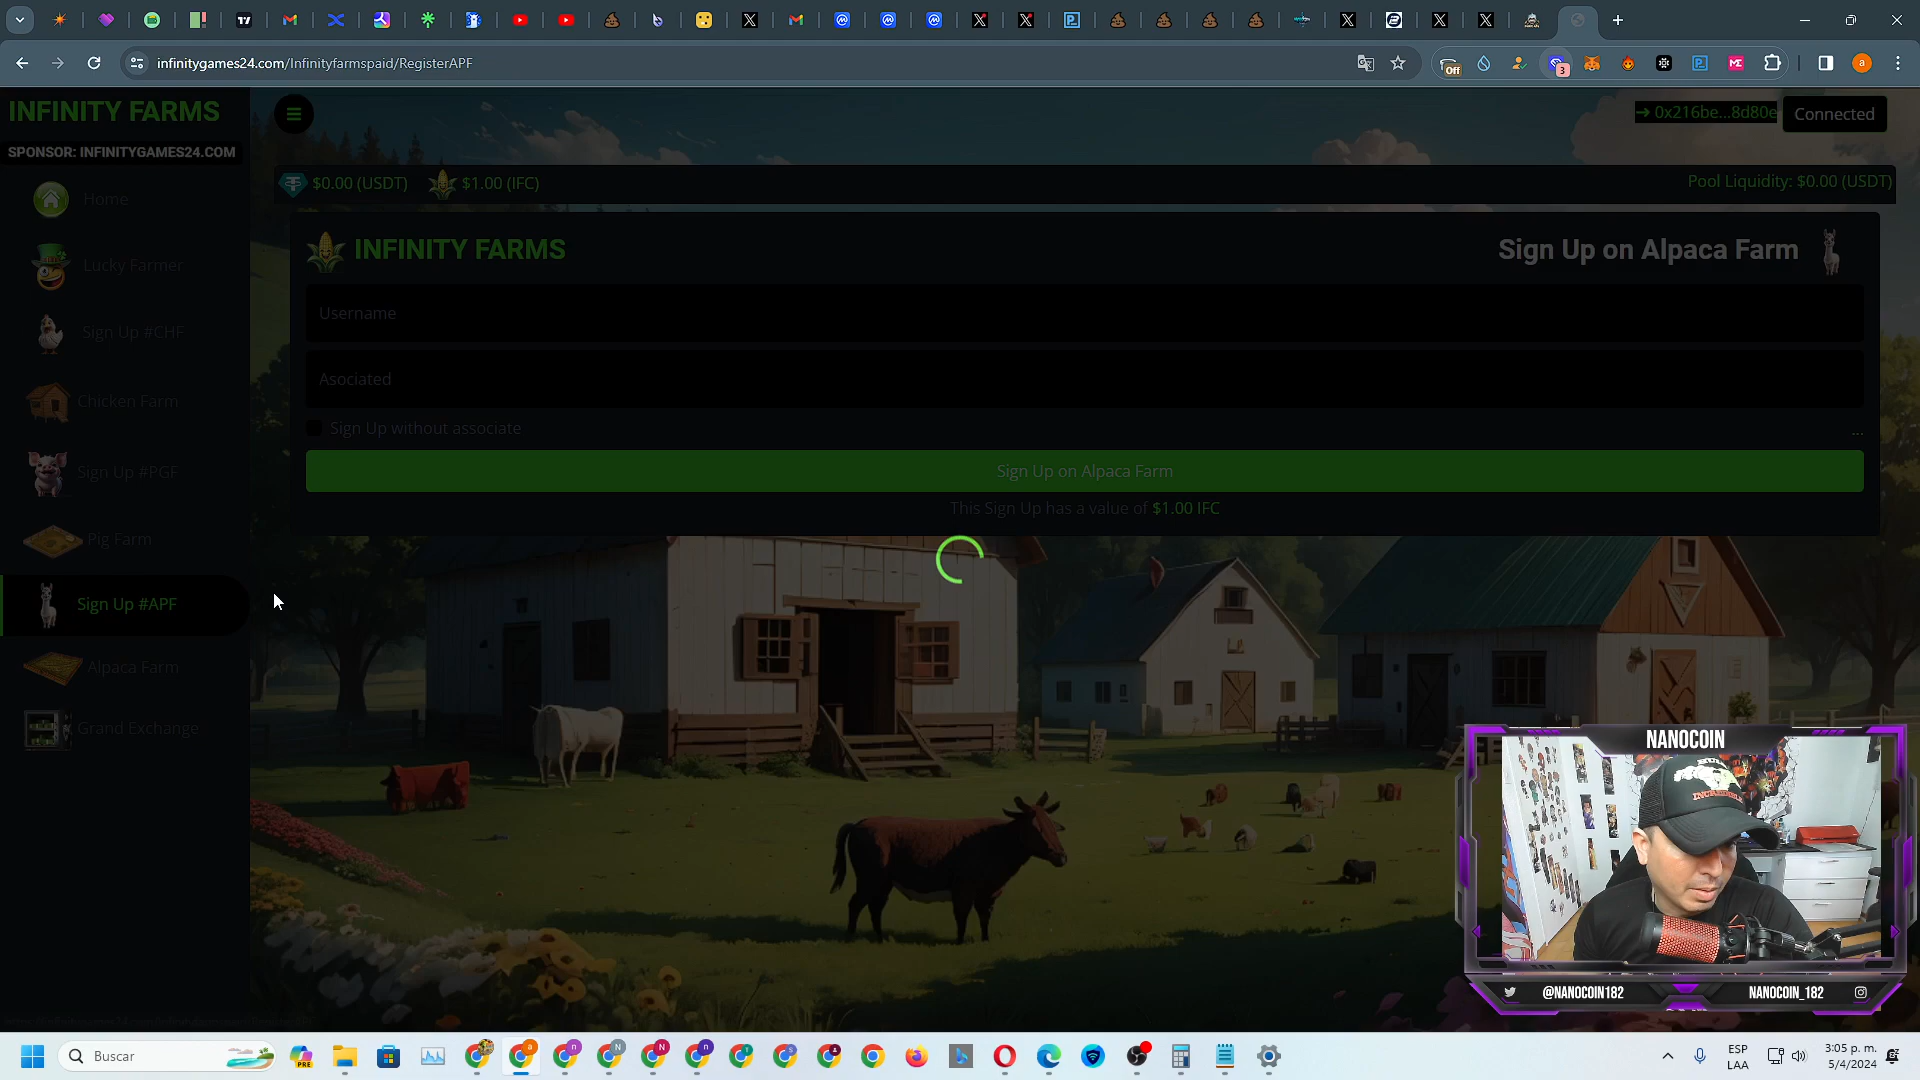 infinitygames24.com/Infinityfarmspaid/RegisterAPF
Off
3
a
INFINITY FARMS
SPONSOR: INFINITYGAMES24.COM
Home
Lucky Farmer
Sign Up #CHF
Chicken Farm
Sign Up #PGF
Pig Farm
Sign Up #APF
Alpaca Farm
Grand Exchange
0x216be...8d80e
Connected
$0.00 (USDT)
$1.00 (IFC)
Pool Liquidity: $0.00 (USDT)
INFINITY FARMS
Sign Up on Alpaca Farm
Username
Asociated
Sign Up without associate
...
Sign Up on Alpaca Farm
This Sign Up has a value of $1.00 IFC
NANOCOIN
@NANOCOIN182
NANOCOIN_182
Buscar
PRE
ESP
LAA
3:05 p. m.
5/4/2024